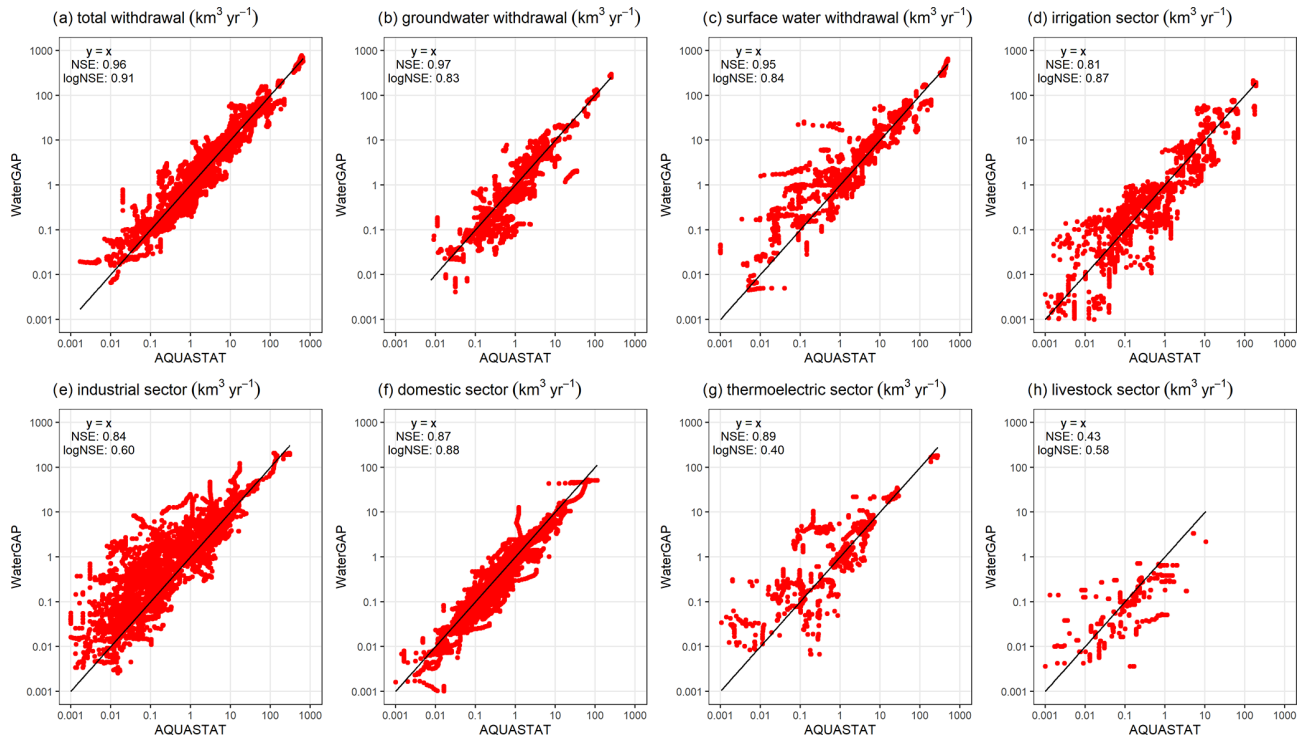 (a) total withdrawal (km³ yr⁻¹)
y = x
NSE: 0.96
logNSE: 0.91
1000
100
10
1
0.1
0.01
0.001
WaterGAP
0.001 0.01 0.1 1 10 100 1000
AQUASTAT
(b) groundwater withdrawal (km³ yr⁻¹)
y = x
NSE: 0.97
logNSE: 0.83
1000
100
10
1
0.1
0.01
0.001
WaterGAP
0.001 0.01 0.1 1 10 100 1000
AQUASTAT
(c) surface water withdrawal (km³ yr⁻¹)
y = x
NSE: 0.95
logNSE: 0.84
1000
100
10
1
0.1
0.01
0.001
WaterGAP
0.001 0.01 0.1 1 10 100 1000
AQUASTAT
(d) irrigation sector (km³ yr⁻¹)
y = x
NSE: 0.81
logNSE: 0.87
1000
100
10
1
0.1
0.01
0.001
WaterGAP
0.001 0.01 0.1 1 10 100 1000
AQUASTAT
(e) industrial sector (km³ yr⁻¹)
y = x
NSE: 0.84
logNSE: 0.60
1000
100
10
1
0.1
0.01
0.001
WaterGAP
0.001 0.01 0.1 1 10 100 1000
AQUASTAT
(f) domestic sector (km³ yr⁻¹)
y = x
NSE: 0.87
logNSE: 0.88
1000
100
10
1
0.1
0.01
0.001
WaterGAP
0.001 0.01 0.1 1 10 100 1000
AQUASTAT
(g) thermoelectric sector (km³ yr⁻¹)
y = x
NSE: 0.89
logNSE: 0.40
1000
100
10
1
0.1
0.01
0.001
WaterGAP
0.001 0.01 0.1 1 10 100 1000
AQUASTAT
(h) livestock sector (km³ yr⁻¹)
y = x
NSE: 0.43
logNSE: 0.58
1000
100
10
1
0.1
0.01
0.001
WaterGAP
0.001 0.01 0.1 1 10 100 1000
AQUASTAT